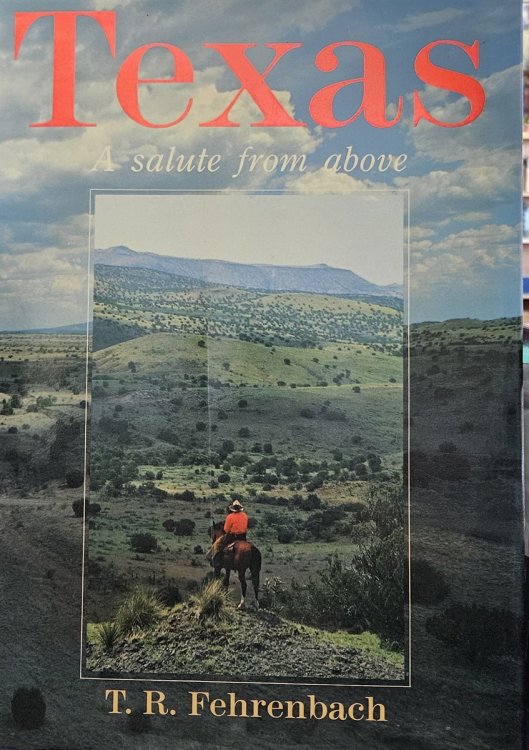 Texas
A salute from above
T. R. Fehrenbach